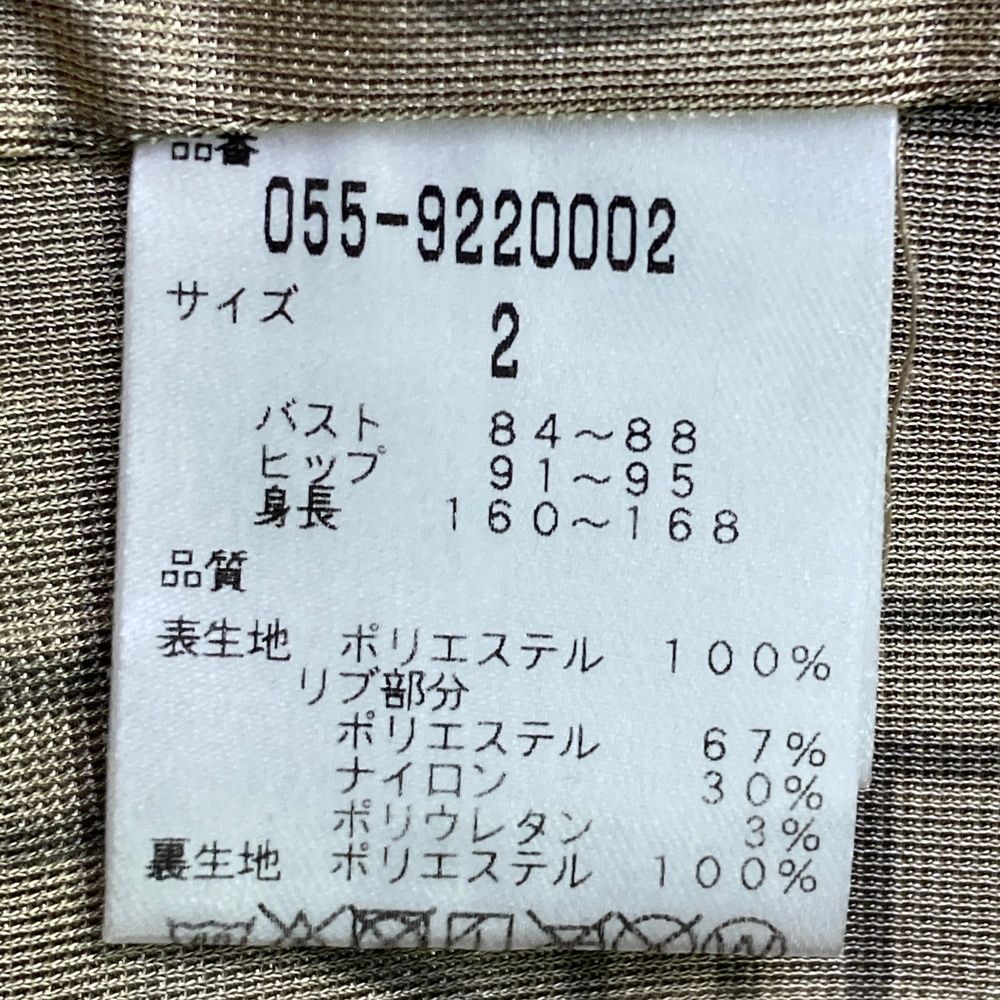 品番
055-9220002
サイズ 2
バスト 84～88
ヒップ 91～95
身長 160～168
品質
表生地 ポリエステル 100%
リブ部分
ポリエステル 67%
ナイロン 30%
ポリウレタン 3%
裏生地 ポリエステル 100%